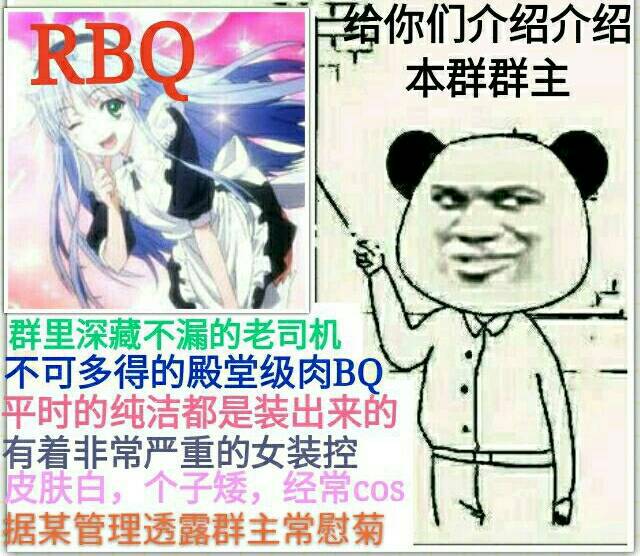 RBQ
给你们介绍介绍
本群群主
群里深藏不漏的老司机
不可多得的殿堂级肉BQ
平时的纯洁都是装出来的
有着非常严重的女装控
皮肤白，个子矮，经常cos
据某管理透露群主常慰菊